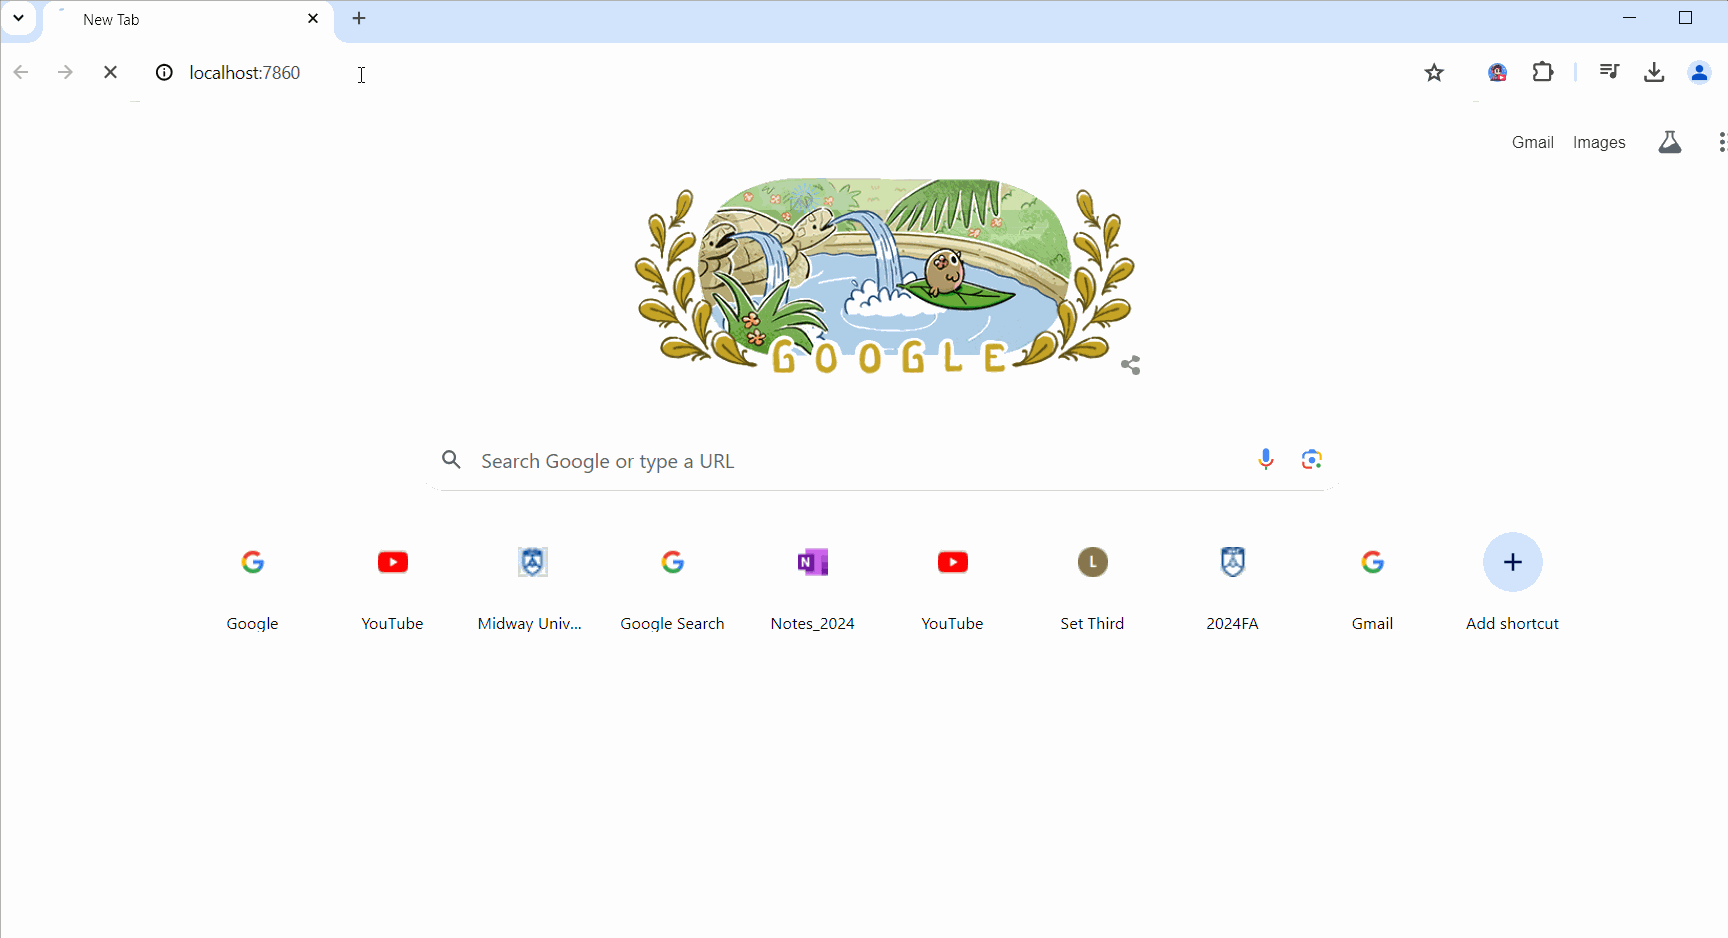 New Tab
localhost:7860
Gmail Images
GOOGLE
Search Google or type a URL
N L
Google YouTube Midway Univ... Google Search Notes_2024 YouTube Set Third 2024FA Gmail Add shortcut